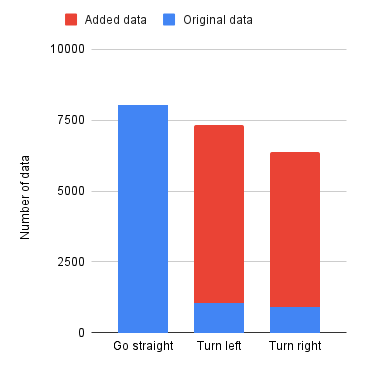 Added data
Original data
10000
7500
5000
2500
0
Number of data
Go straight
Turn left
Turn right